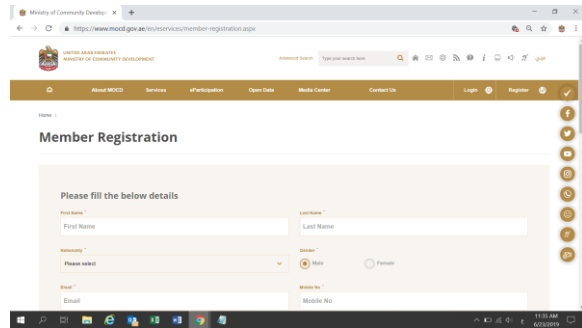 Ministry of Community Develop
https://www.mocd.gov.ae/en/eservices/member-registration.aspx
UNITED ARAB EMIRATES
MINISTRY OF COMMUNITY DEVELOPMENT
Advanced Search
Type your search here
عربي
About MOCD
Services
eParticipation
Open Data
Media Center
Contact Us
Login
Register
Home
Member Registration
Please fill the below details
First Name *
Last Name *
First Name
Last Name
Nationality *
Gender *
Please select
Male
Female
Email *
Mobile No *
Email
Mobile No
11:35 AM
6/23/2019